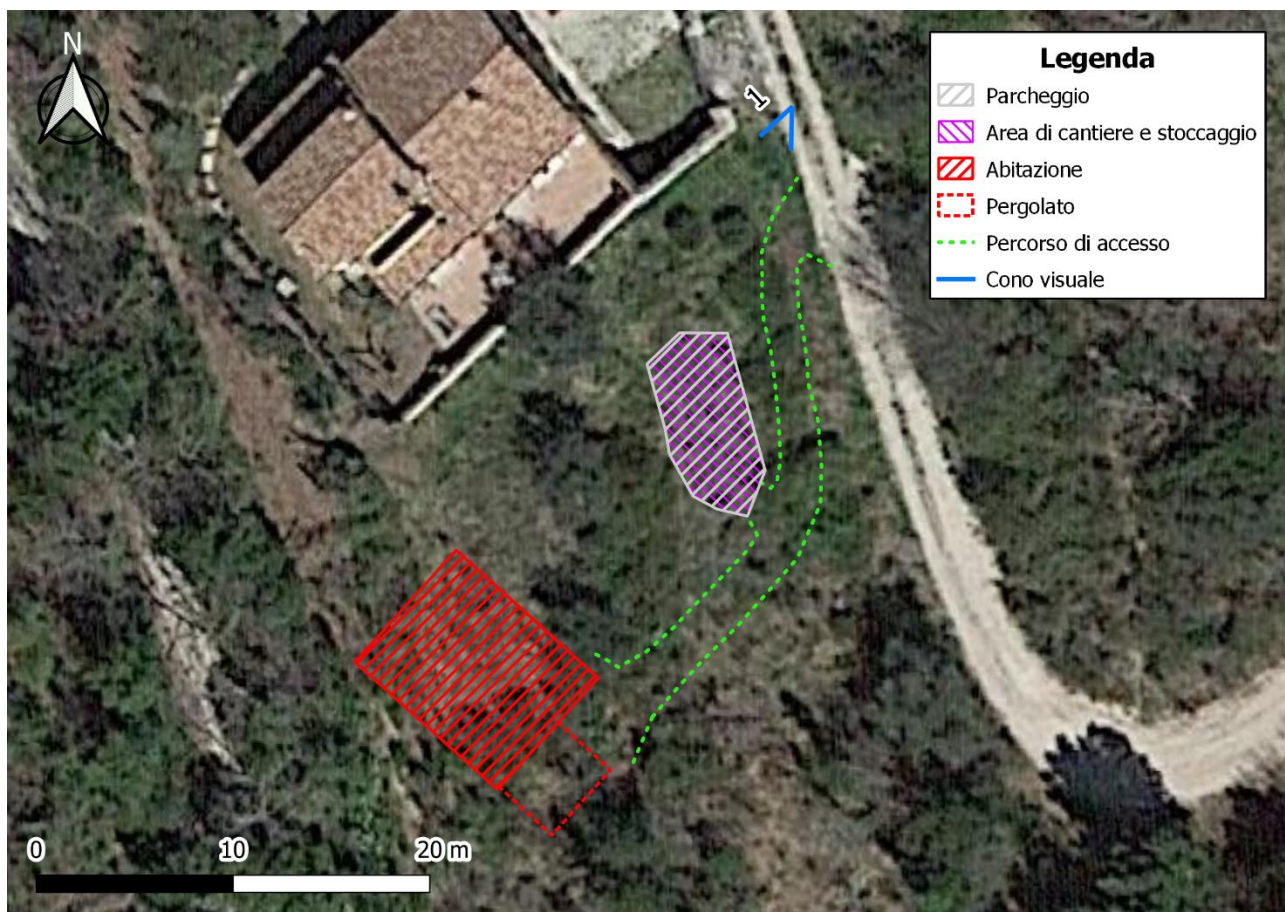 N
1
Legenda
Parcheggio
Area di cantiere e stoccaggio
Abitazione
Pergolato
Percorso di accesso
Cono visuale
0 10 20 m